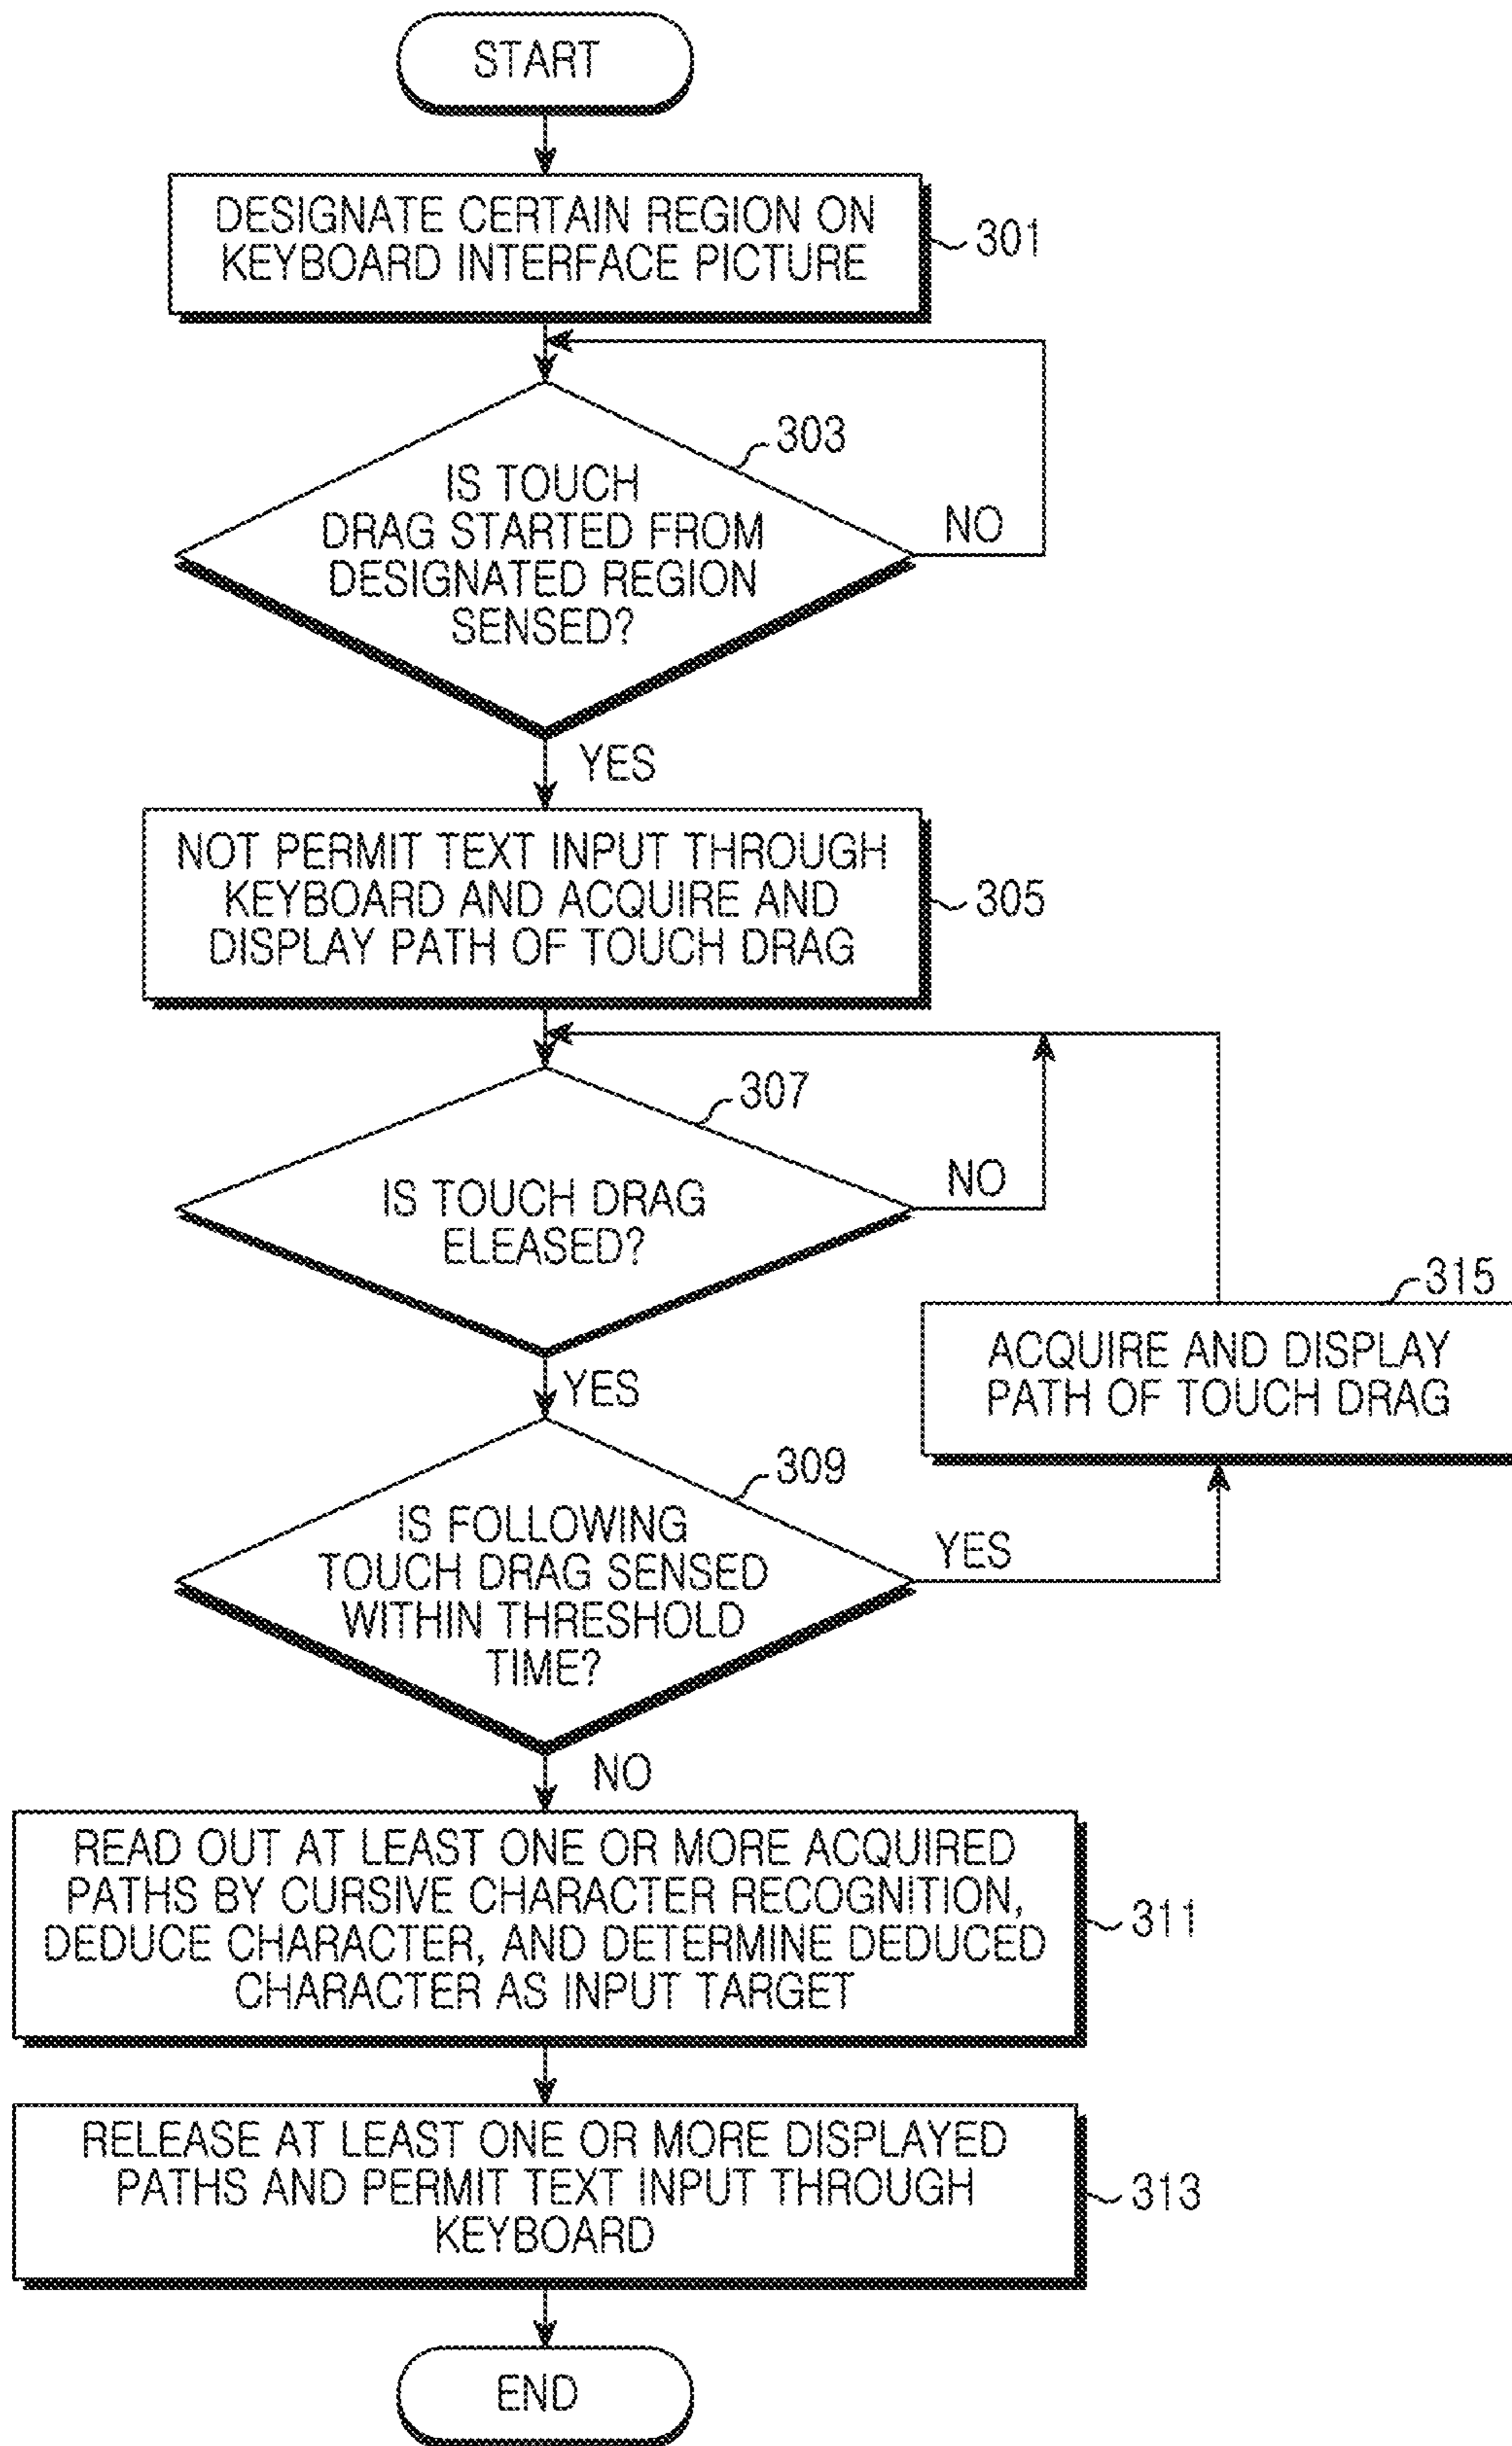 START
DESIGNATE CERTAIN REGION ON
KEYBOARD INTERFACE PICTURE
301
303
IS TOUCH
DRAG STARTED FROM
DESIGNATED REGION
SENSED?
NO
YES
NOT PERMIT TEXT INPUT THROUGH
KEYBOARD AND ACQUIRE AND
DISPLAY PATH OF TOUCH DRAG
305
307
IS TOUCH DRAG
ELEASED?
NO
YES
315
ACQUIRE AND DISPLAY
PATH OF TOUCH DRAG
309
IS FOLLOWING
TOUCH DRAG SENSED
WITHIN THRESHOLD
TIME?
YES
NO
READ OUT AT LEAST ONE OR MORE ACQUIRED
PATHS BY CURSIVE CHARACTER RECOGNITION,
DEDUCE CHARACTER, AND DETERMINE DEDUCED
CHARACTER AS INPUT TARGET
311
RELEASE AT LEAST ONE OR MORE DISPLAYED
PATHS AND PERMIT TEXT INPUT THROUGH
KEYBOARD
313
END